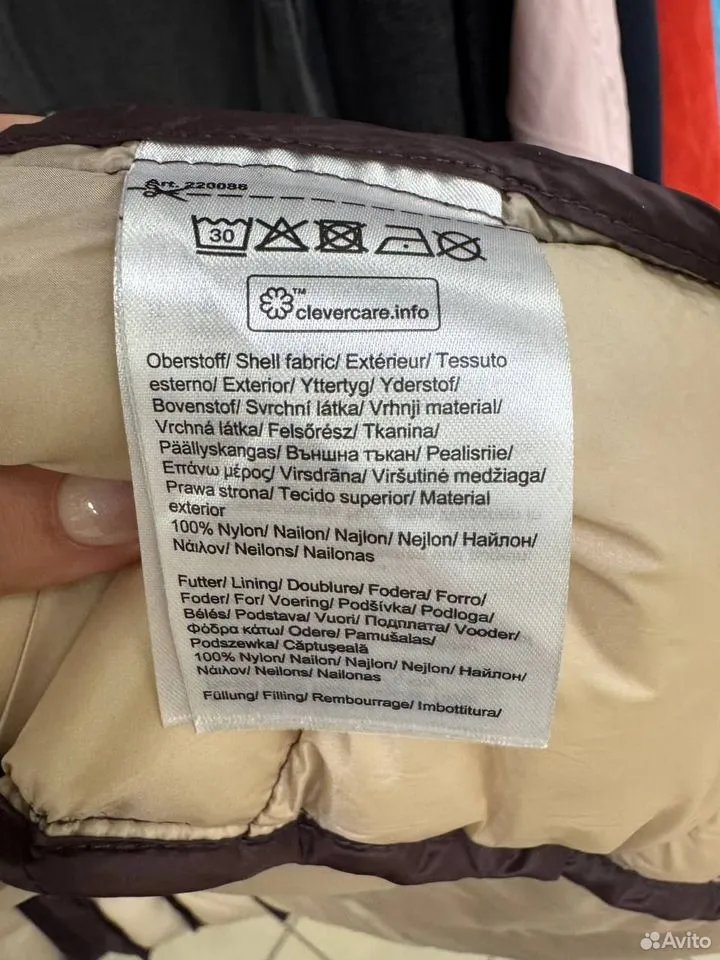 Art. 220086
30
clevercare.info™
Oberstoff/ Shell fabric/ Extérieur/ Tessuto
esterno/ Exterior/ Yttertyg/ Yderstof/
Bovenstof/ Svrchní látka/ Vrhnji material/
Vrchná látka/ Felsőrész/ Tkanina/
Päällyskangas/ Външна тъкан/ Pealisriie/
Επάνω μέρος/ Virsdrāna/ Viršutinė medžiaga/
Prawa strona/ Tecido superior/ Material
exterior
100% Nylon/ Nailon/ Najlon/ Nejlon/ Найлон/
Νάιλον/ Neilons/ Nailonas
Futter/ Lining/ Doublure/ Fodera/ Forro/
Foder/ For/ Voering/ Podšívka/ Podloga/
Bélés/ Podstava/ Vuori/ Подплата/ Vooder/
Φόδρα κάτω/ Odere/ Pamušalas/
Podszewka/ Căptuşeală
100% Nylon/ Nailon/ Najlon/ Nejlon/ Найлон/
Νάιλον/ Neilons/ Nailonas
Füllung/ Filling/ Rembourrage/ Imbottitura/
Avito